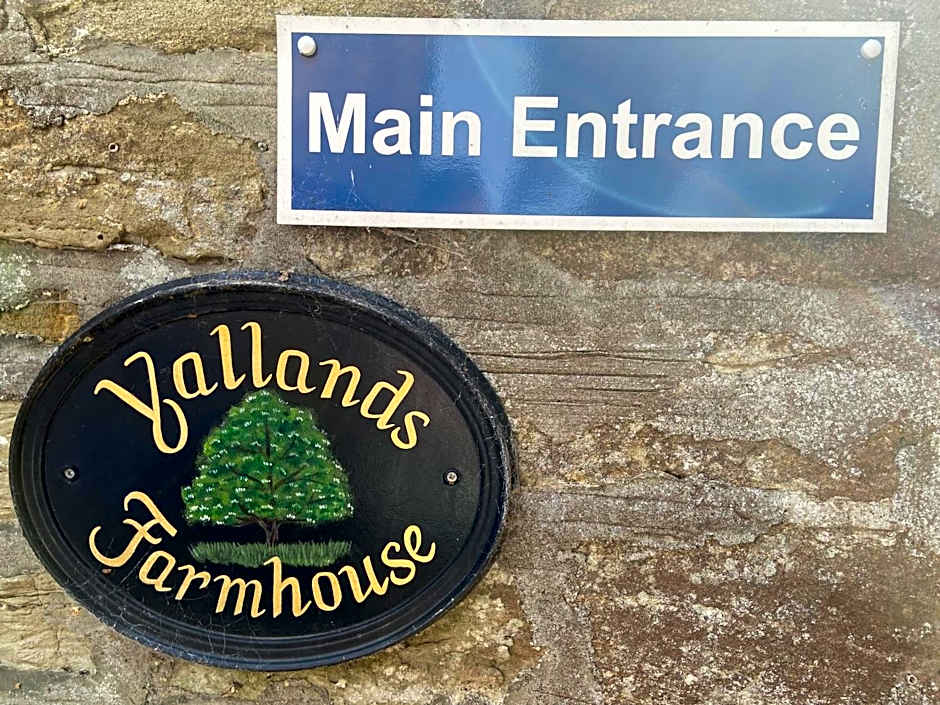 Main Entrance
Yallands
Farmhouse